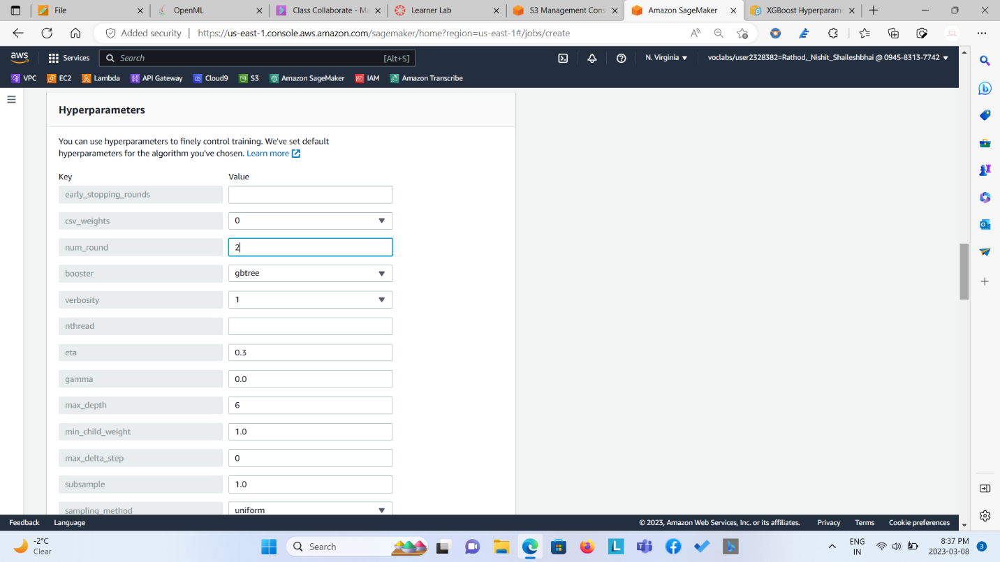 File
OpenML
Class Collaborate - Ma
Learner Lab
S3 Management Cons
Amazon SageMaker
XGBoost Hyperparame
Added security
https://us-east-1.console.aws.amazon.com/sagemaker/home?region=us-east-1#/jobs/create
aws
Services
Search
[Alt+S]
N. Virginia
voclabs/user2328382=Rathod,_Nishit_Shaileshbhai @ 0945-8313-7742
VPC
EC2
Lambda
API Gateway
Cloud9
S3
Amazon SageMaker
IAM
Amazon Transcribe
Hyperparameters
You can use hyperparameters to finely control training. We've set default
hyperparameters for the algorithm you've chosen. Learn more
Key Value
early_stopping_rounds
csv_weights 0
num_round 2
booster gbtree
verbosity 1
nthread
eta 0.3
gamma 0.0
max_depth 6
min_child_weight 1.0
max_delta_step 0
subsample 1.0
sampling_method uniform
Feedback
Language
© 2023, Amazon Web Services, Inc. or its affiliates.
Privacy
Terms
Cookie preferences
-2°C
Clear
Search
ENG
IN
8:37 PM
2023-03-08
3